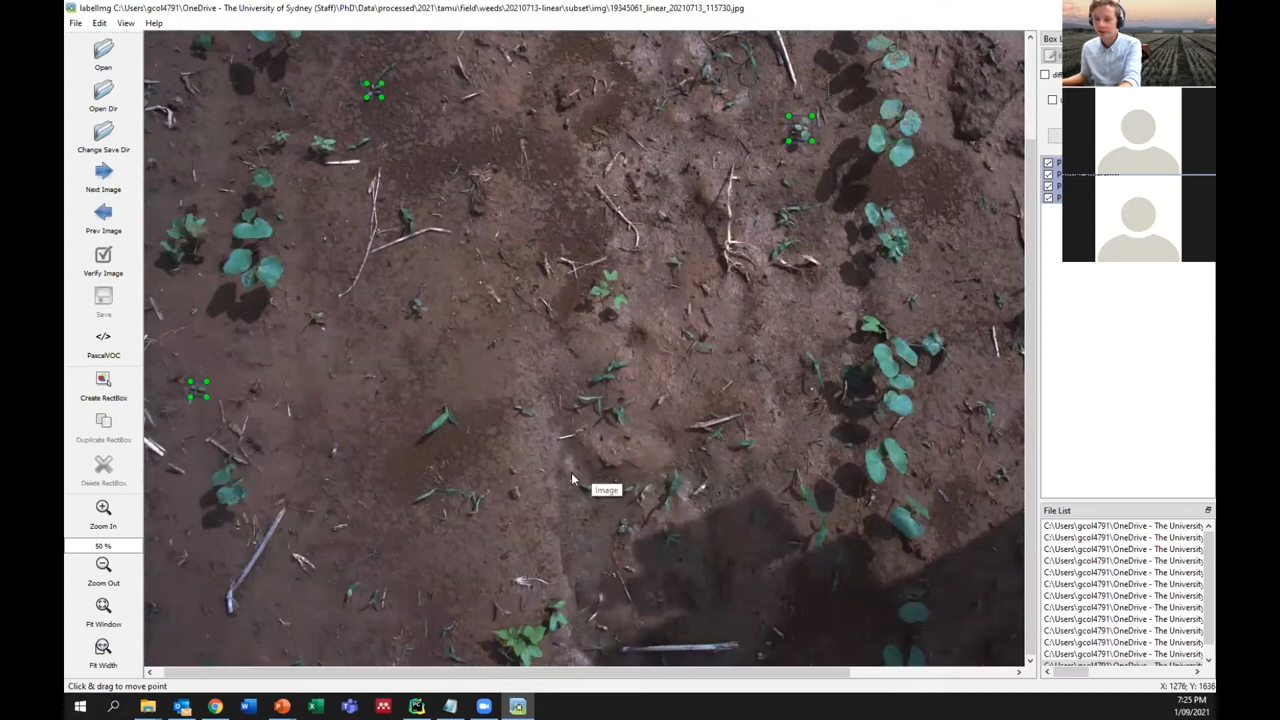 labelImg C:\Users\gcol4791\OneDrive - The University of Sydney (Staff)\PhD\Data\processed\2021\tamu\field\weeds\20210713-linear\subset\img\19345061_linear_20210713_115730.jpg
File Edit View Help
Open
Open Dir
Change Save Dir
Next Image
Prev Image
Verify Image
Save
</>
PascalVOC
Create RectBox
Duplicate RectBox
Delete RectBox
Zoom In
50 %
Zoom Out
Fit Window
Fit Width
Image
Box
File List
C:\Users\gcol4791\OneDrive - The University
C:\Users\gcol4791\OneDrive - The University
C:\Users\gcol4791\OneDrive - The University
C:\Users\gcol4791\OneDrive - The University
C:\Users\gcol4791\OneDrive - The University
C:\Users\gcol4791\OneDrive - The University
C:\Users\gcol4791\OneDrive - The University
C:\Users\gcol4791\OneDrive - The University
C:\Users\gcol4791\OneDrive - The University
C:\Users\gcol4791\OneDrive - The University
C:\Users\gcol4791\OneDrive - The University
Click & drag to move point
X: 1276; Y: 1636
7:25 PM
1/09/2021